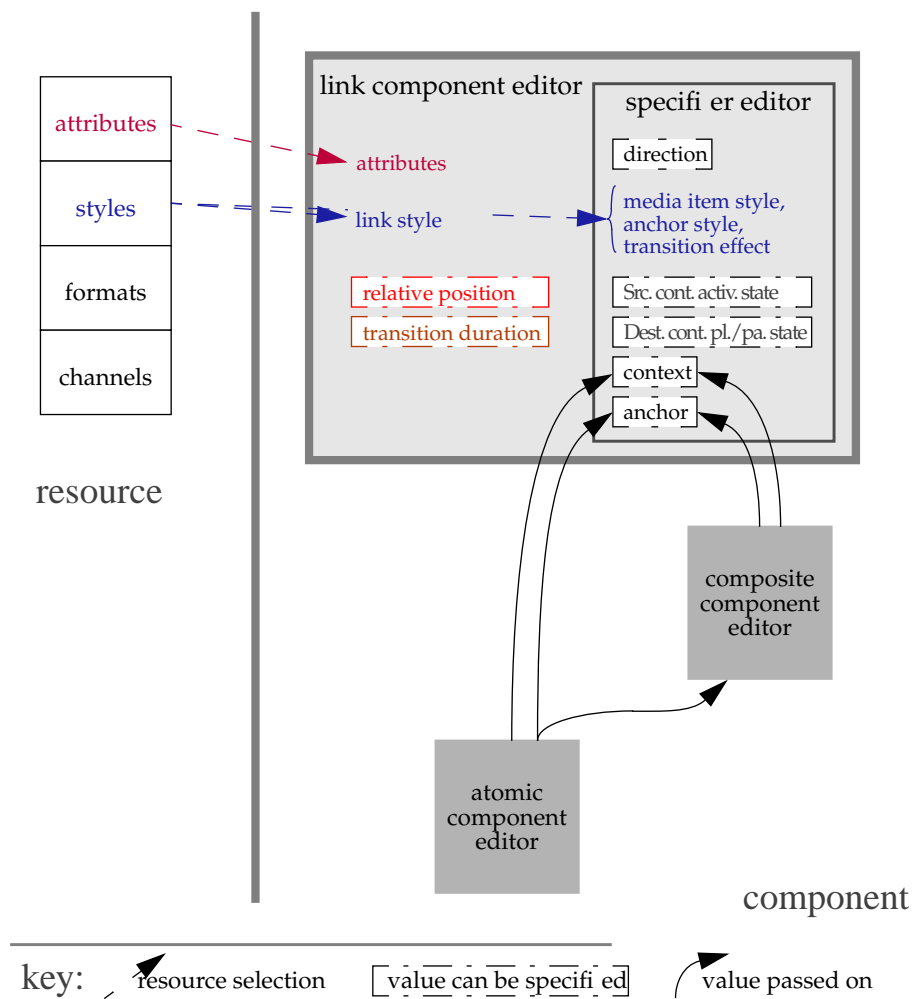 link component editor
specifi er editor
attributes
styles
formats
channels
resource
attributes
link style
relative position
transition duration
direction
media item style,
anchor style,
transition effect
Src. cont. activ. state
Dest. cont. pl./pa. state
context
anchor
composite
component
editor
atomic
component
editor
component
key:
resource selection
value can be specifi ed
value passed on